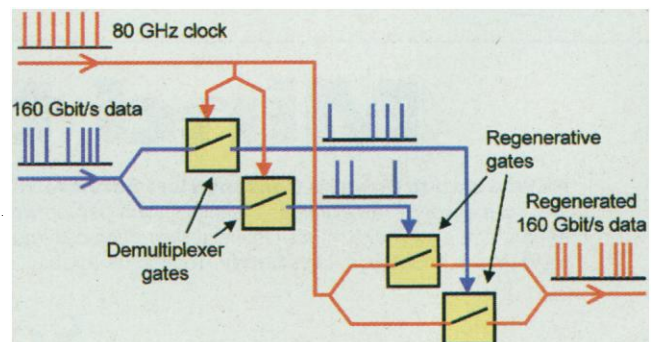 80 GHz clock
160 Gbit/s data
Regenerative
gates
Regenerated
160 Gbit/s data
Demultiplexer
gates